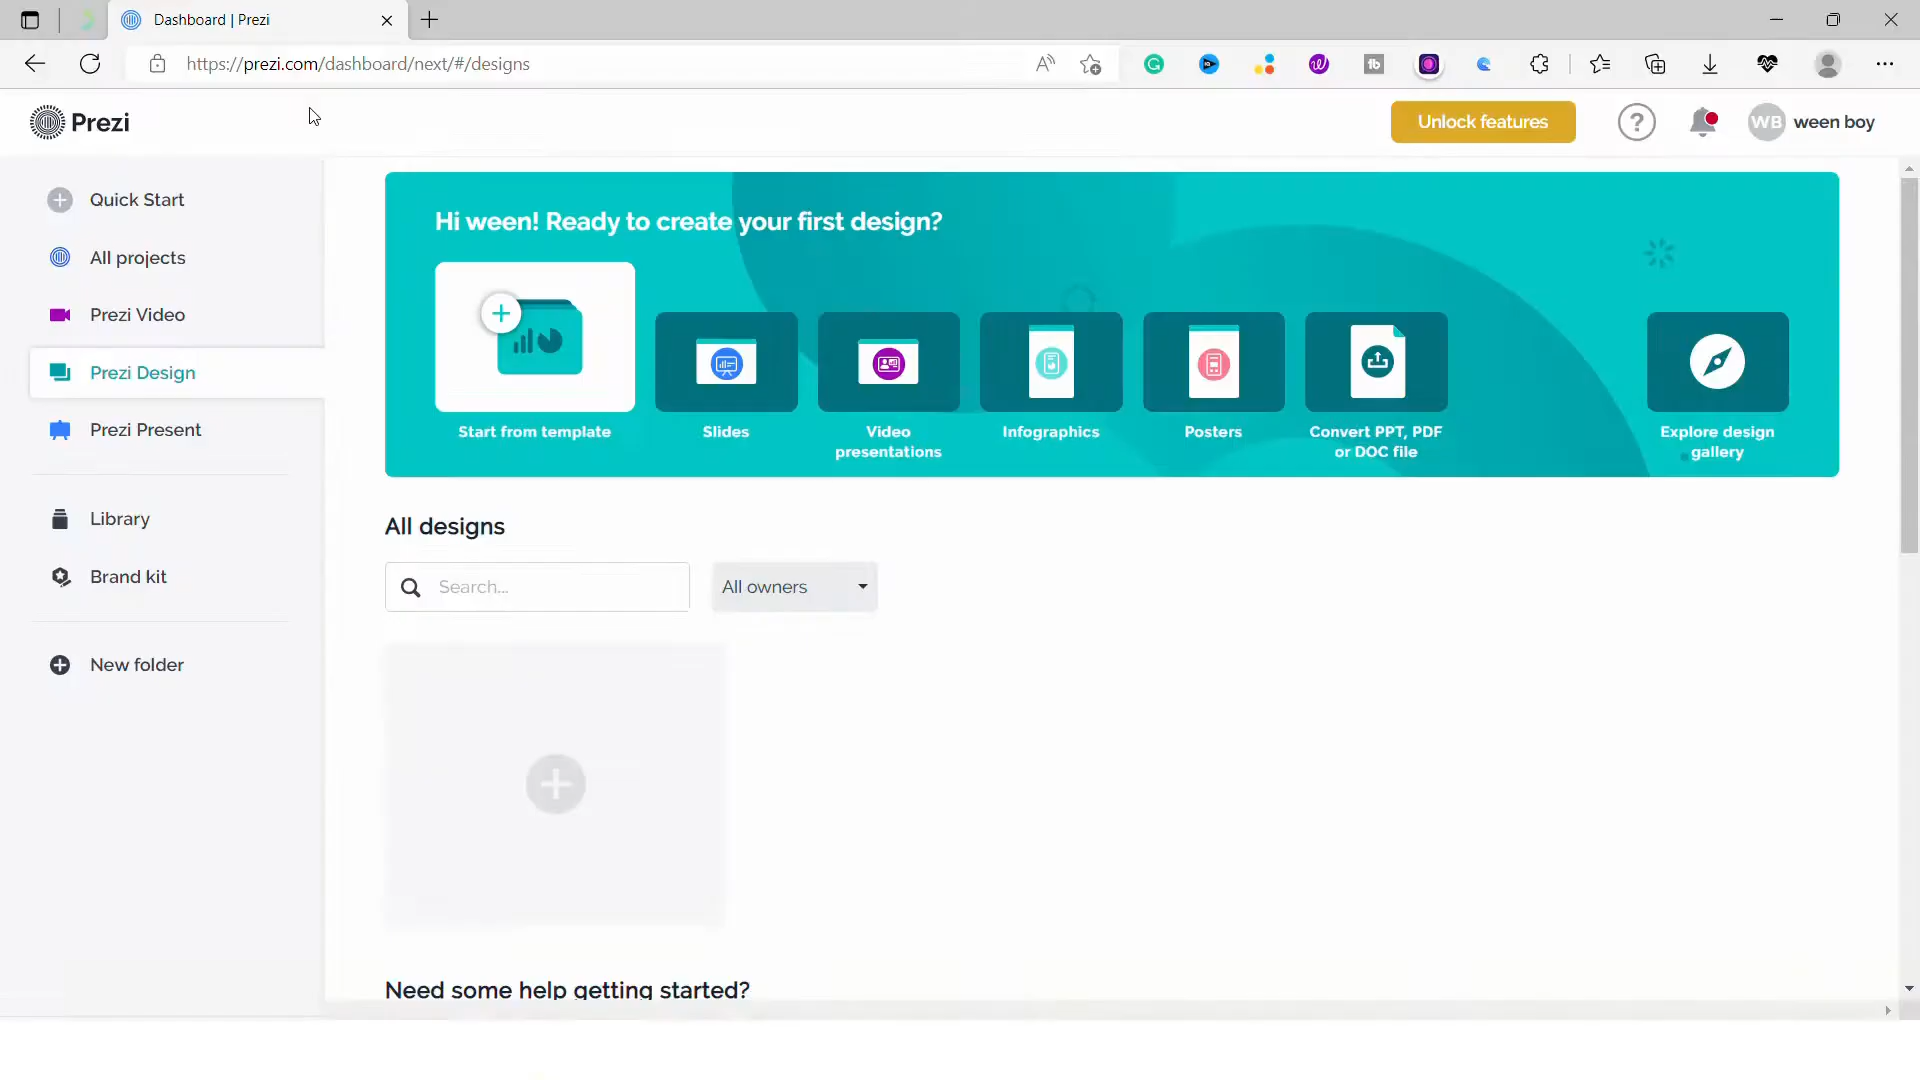 Dashboard | Prezi
https://prezi.com/dashboard/next/#/designs
Prezi
Unlock features
?
WB
ween boy
Quick Start
All projects
Prezi Video
Prezi Design
Prezi Present
Library
Brand kit
New folder
Hi ween! Ready to create your first design?
Start from template
Slides
Video
presentations
Infographics
Posters
Convert PPT, PDF
or DOC file
Explore design
gallery
All designs
Search...
All owners
Need some help getting started?